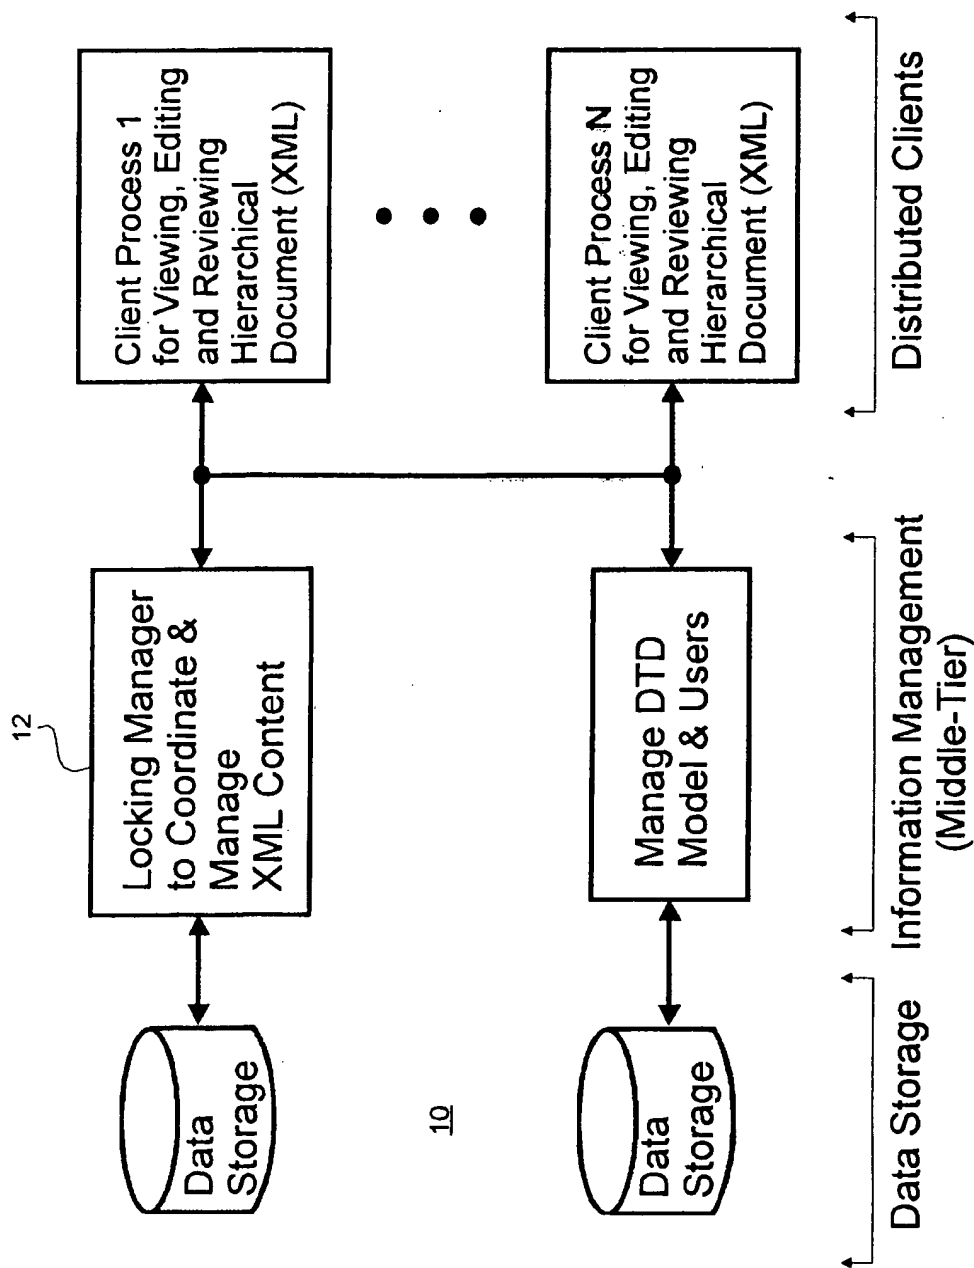 12
Locking Manager
to Coordinate &
Manage
XML Content
Client Process 1
for Viewing, Editing
and Reviewing
Hierarchical
Document (XML)
Data
Storage
10
Manage DTD
Model & Users
Client Process N
for Viewing, Editing
and Reviewing
Hierarchical
Document (XML)
Data
Storage
Data Storage
Information Management
(Middle-Tier)
Distributed Clients